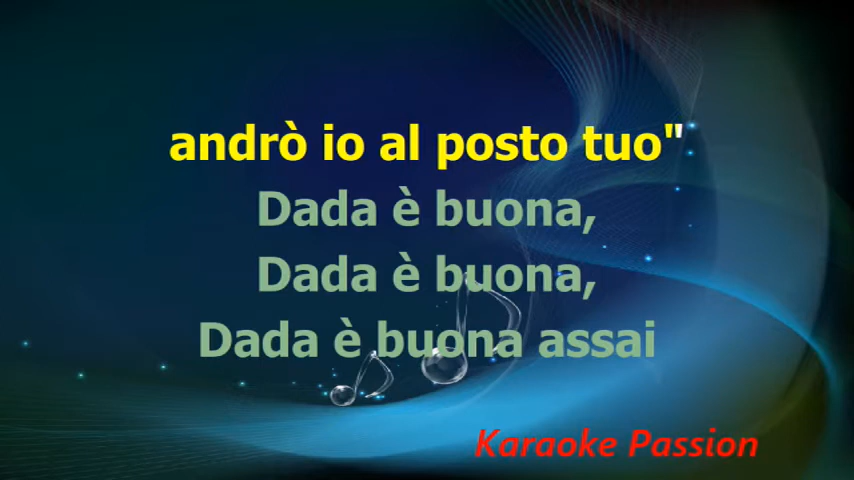 andrò io al posto tuo"
Dada è buona,
Dada è buona,
Dada è buona assai
Karaoke Passion